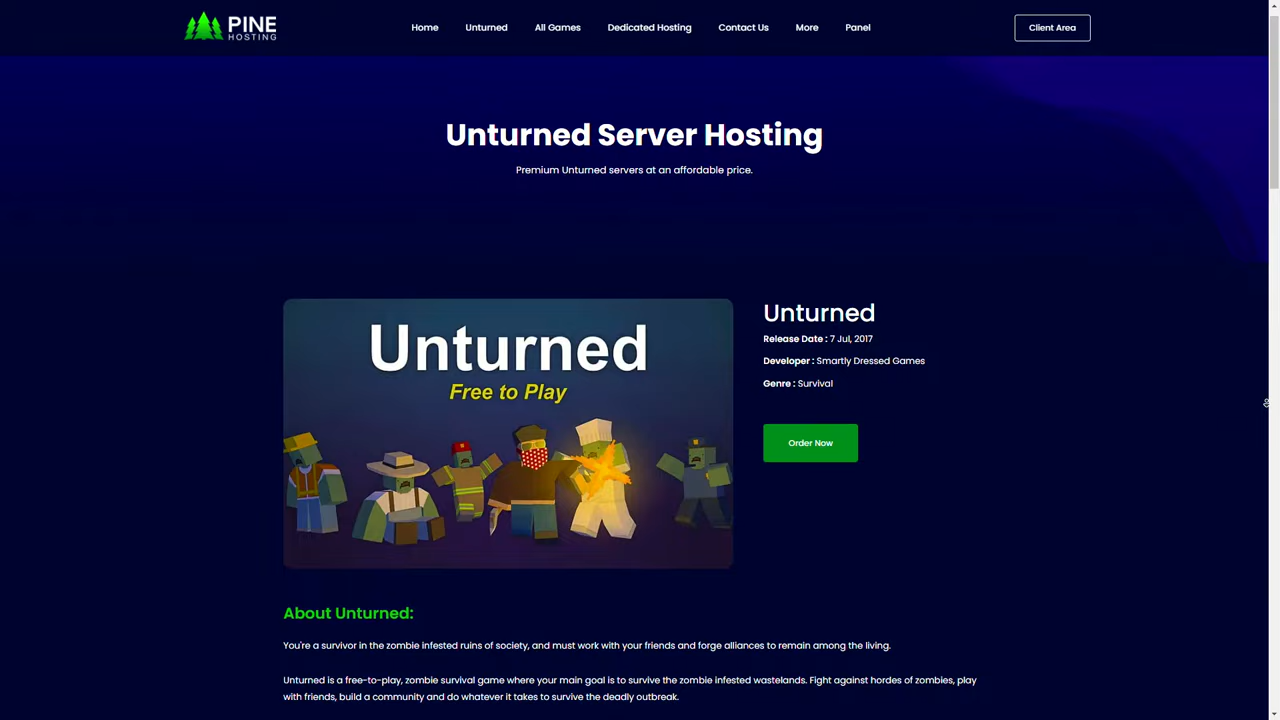 PINE
HOSTING
Home
Unturned
All Games
Dedicated Hosting
Contact Us
More
Panel
Client Area
Unturned Server Hosting
Premium Unturned servers at an affordable price.
Unturned
Free to Play
Unturned
Release Date : 7 Jul, 2017
Developer : Smartly Dressed Games
Genre : Survival
Order Now
About Unturned:
You're a survivor in the zombie infested ruins of society, and must work with your friends and forge alliances to remain among the living.
Unturned is a free-to-play, zombie survival game where your main goal is to survive the zombie infested wastelands. Fight against hordes of zombies, play
with friends, build a community and do whatever it takes to survive the deadly outbreak.